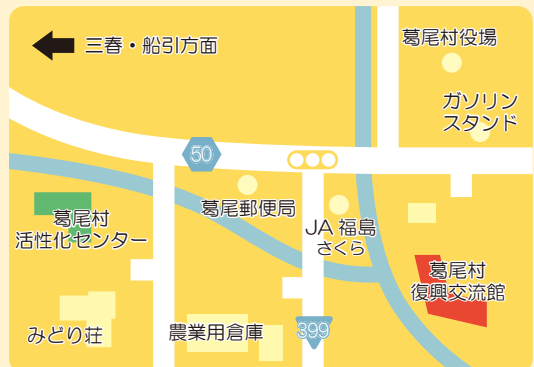 三春・船引方面
葛尾村役場
ガソリン
スタンド
50
葛尾郵便局
JA 福島
さくら
葛尾村
活性化センター
葛尾村
復興交流館
みどり荘
農業用倉庫
399